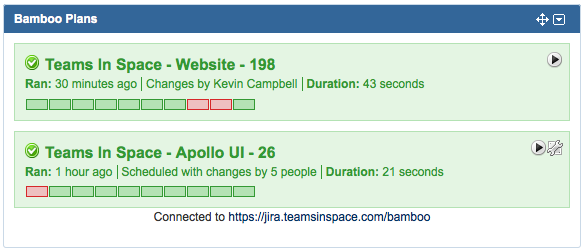 Bamboo Plans
Teams In Space - Website - 198
Ran: 30 minutes ago | Changes by Kevin Campbell | Duration: 43 seconds
Teams In Space - Apollo UI - 26
Ran: 1 hour ago | Scheduled with changes by 5 people | Duration: 21 seconds
Connected to https://jira.teamsinspace.com/bamboo